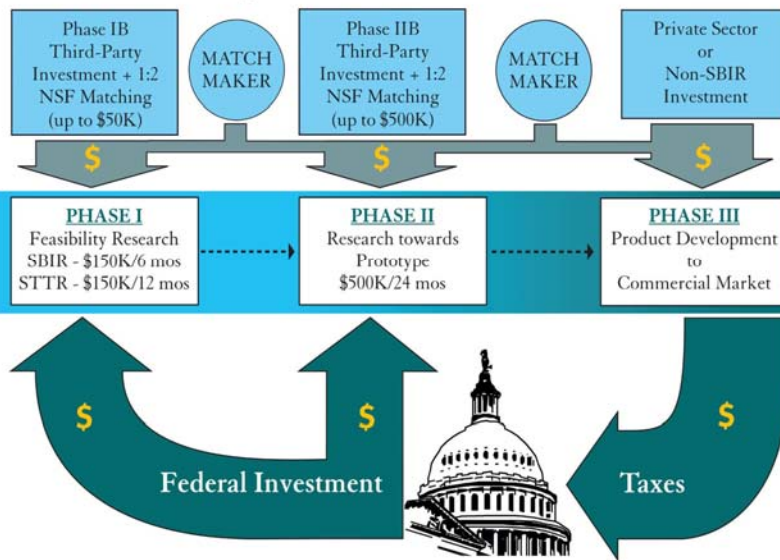 Phase IB
Third-Party
Investment + 1:2
NSF Matching
(up to $50K)
MATCH
MAKER
Phase IIB
Third-Party
Investment + 1:2
NSF Matching
(up to $500K)
MATCH
MAKER
Private Sector
or
Non-SBIR
Investment
$
$
$
PHASE I
Feasibility Research
SBIR - $150K/6 mos
STTR - $150K/12 mos
PHASE II
Research towards
Prototype
$500K/24 mos
PHASE III
Product Development
to
Commercial Market
$
$
$
Federal Investment
Taxes